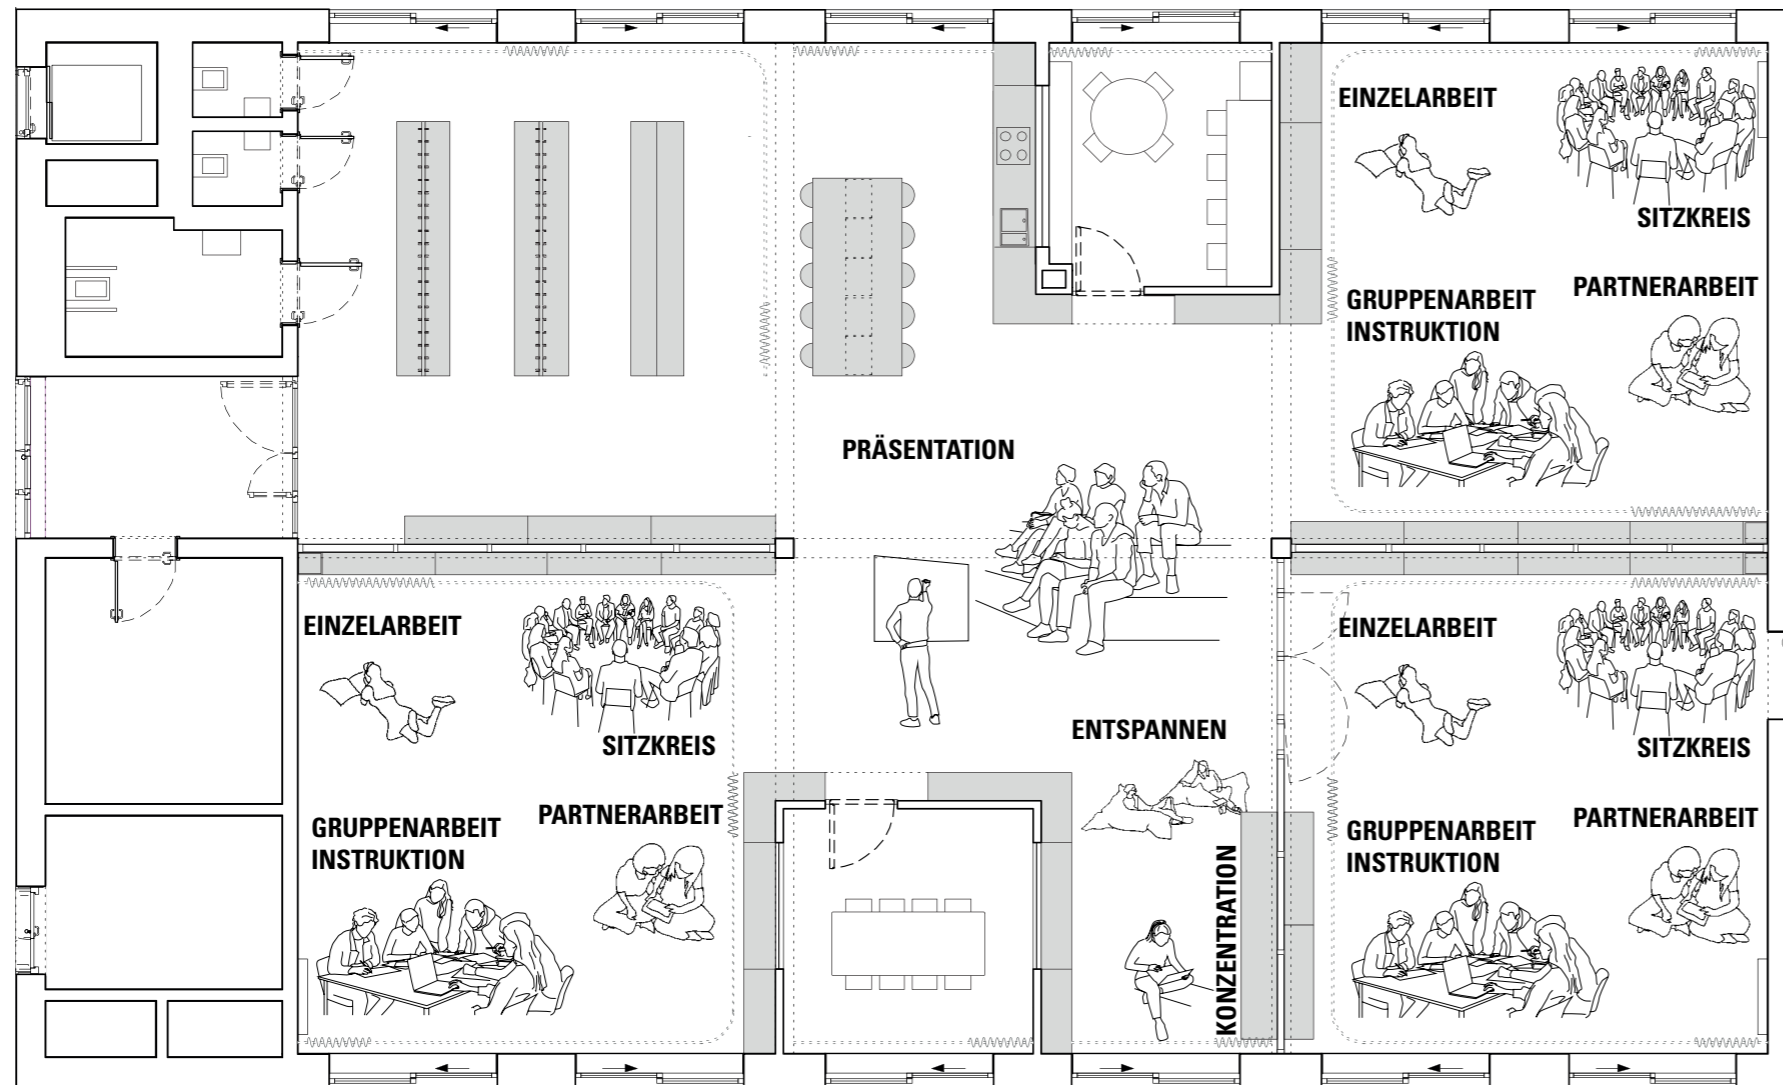 EINZELARBEIT
SITZKREIS
GRUPPENARBEIT
INSTRUKTION
PARTNERARBEIT
PRÄSENTATION
EINZELARBEIT
SITZKREIS
GRUPPENARBEIT
INSTRUKTION
PARTNERARBEIT
ENTSPANNEN
KONZENTRATION
EINZELARBEIT
SITZKREIS
GRUPPENARBEIT
INSTRUKTION
PARTNERARBEIT